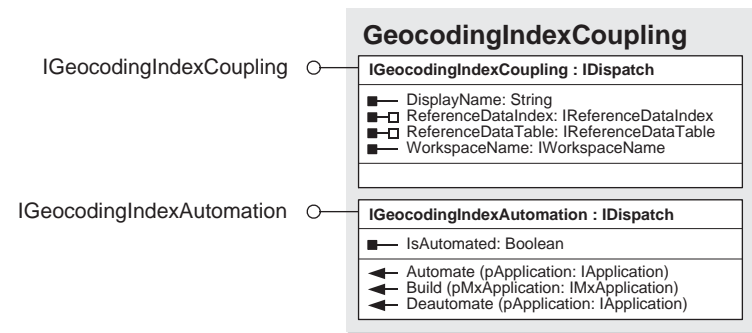 GeocodingIndexCoupling
IGeocodingIndexCoupling
IGeocodingIndexCoupling : IDispatch
DisplayName: String
ReferenceDataIndex: IReferenceDataIndex
ReferenceDataTable: IReferenceDataTable
WorkspaceName: IWorkspaceName
IGeocodingIndexAutomation
IGeocodingIndexAutomation : IDispatch
IsAutomated: Boolean
Automate (pApplication: IApplication)
Build (pMxApplication: IMxApplication)
Deautomate (pApplication: IApplication)